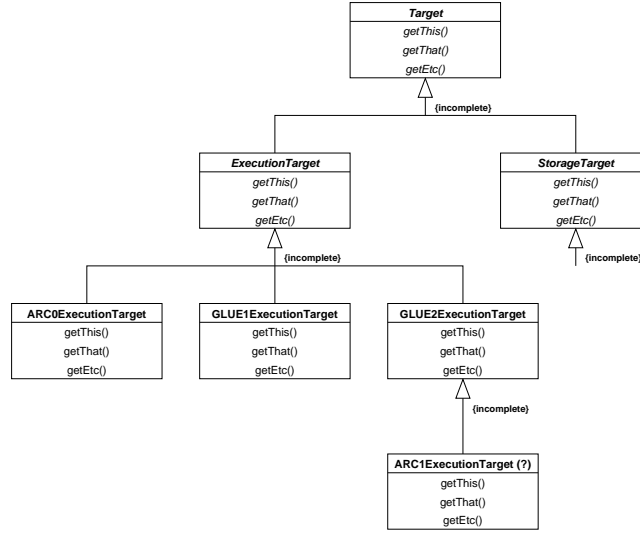 Target
getThis()
getThat()
getEtc()
{incomplete}
ExecutionTarget
getThis()
getThat()
getEtc()
StorageTarget
getThis()
getThat()
getEtc()
{incomplete}
{incomplete}
ARC0ExecutionTarget
getThis()
getThat()
getEtc()
GLUE1ExecutionTarget
getThis()
getThat()
getEtc()
GLUE2ExecutionTarget
getThis()
getThat()
getEtc()
{incomplete}
ARC1ExecutionTarget (?)
getThis()
getThat()
getEtc()